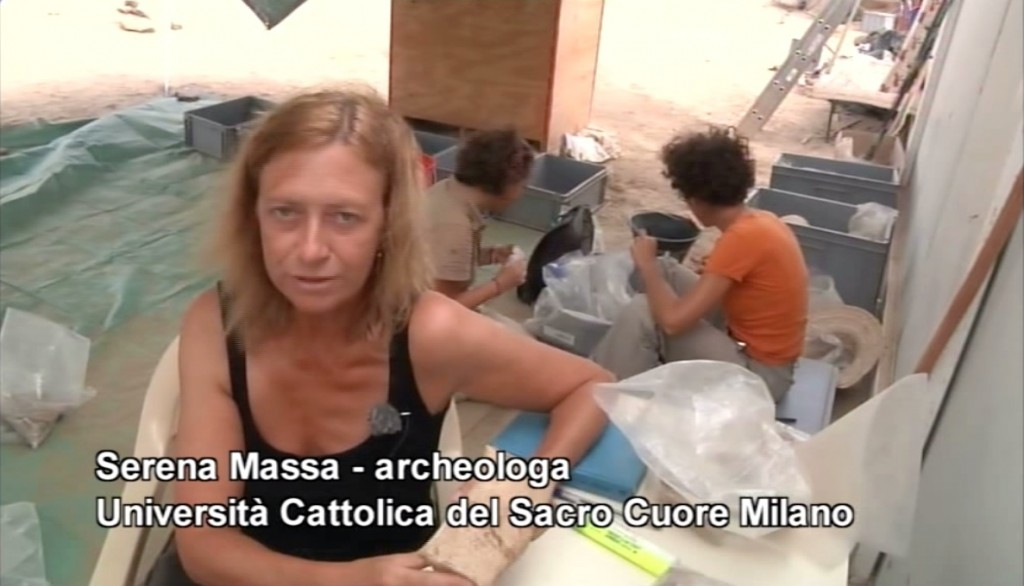 Serena Massa - archeologa
Università Cattolica del Sacro Cuore Milano